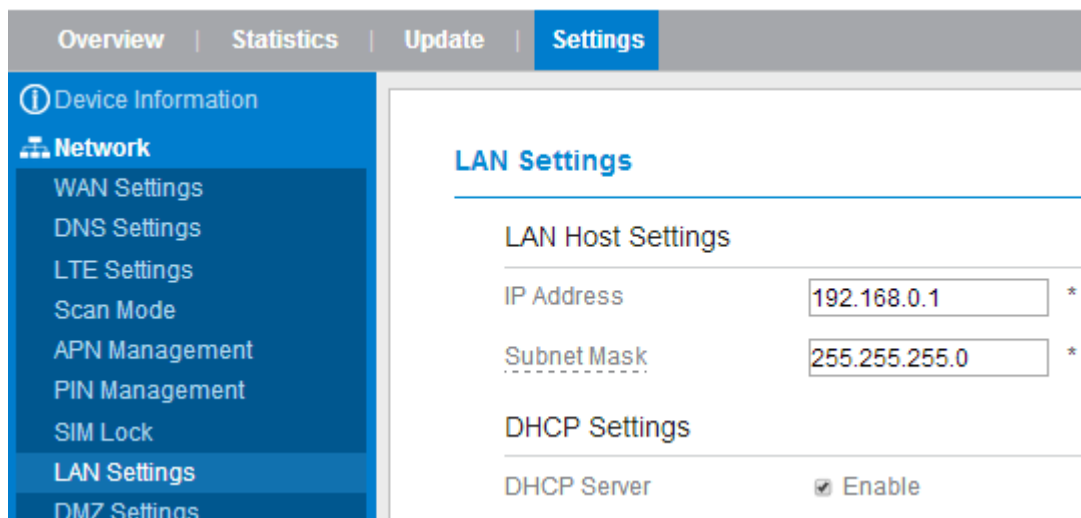 Overview | Statistics | Update | Settings
Device Information
Network
WAN Settings
DNS Settings
LTE Settings
Scan Mode
APN Management
PIN Management
SIM Lock
LAN Settings
DMZ Settings
LAN Settings
LAN Host Settings
IP Address 192.168.0.1 *
Subnet Mask 255.255.255.0 *
DHCP Settings
DHCP Server Enable